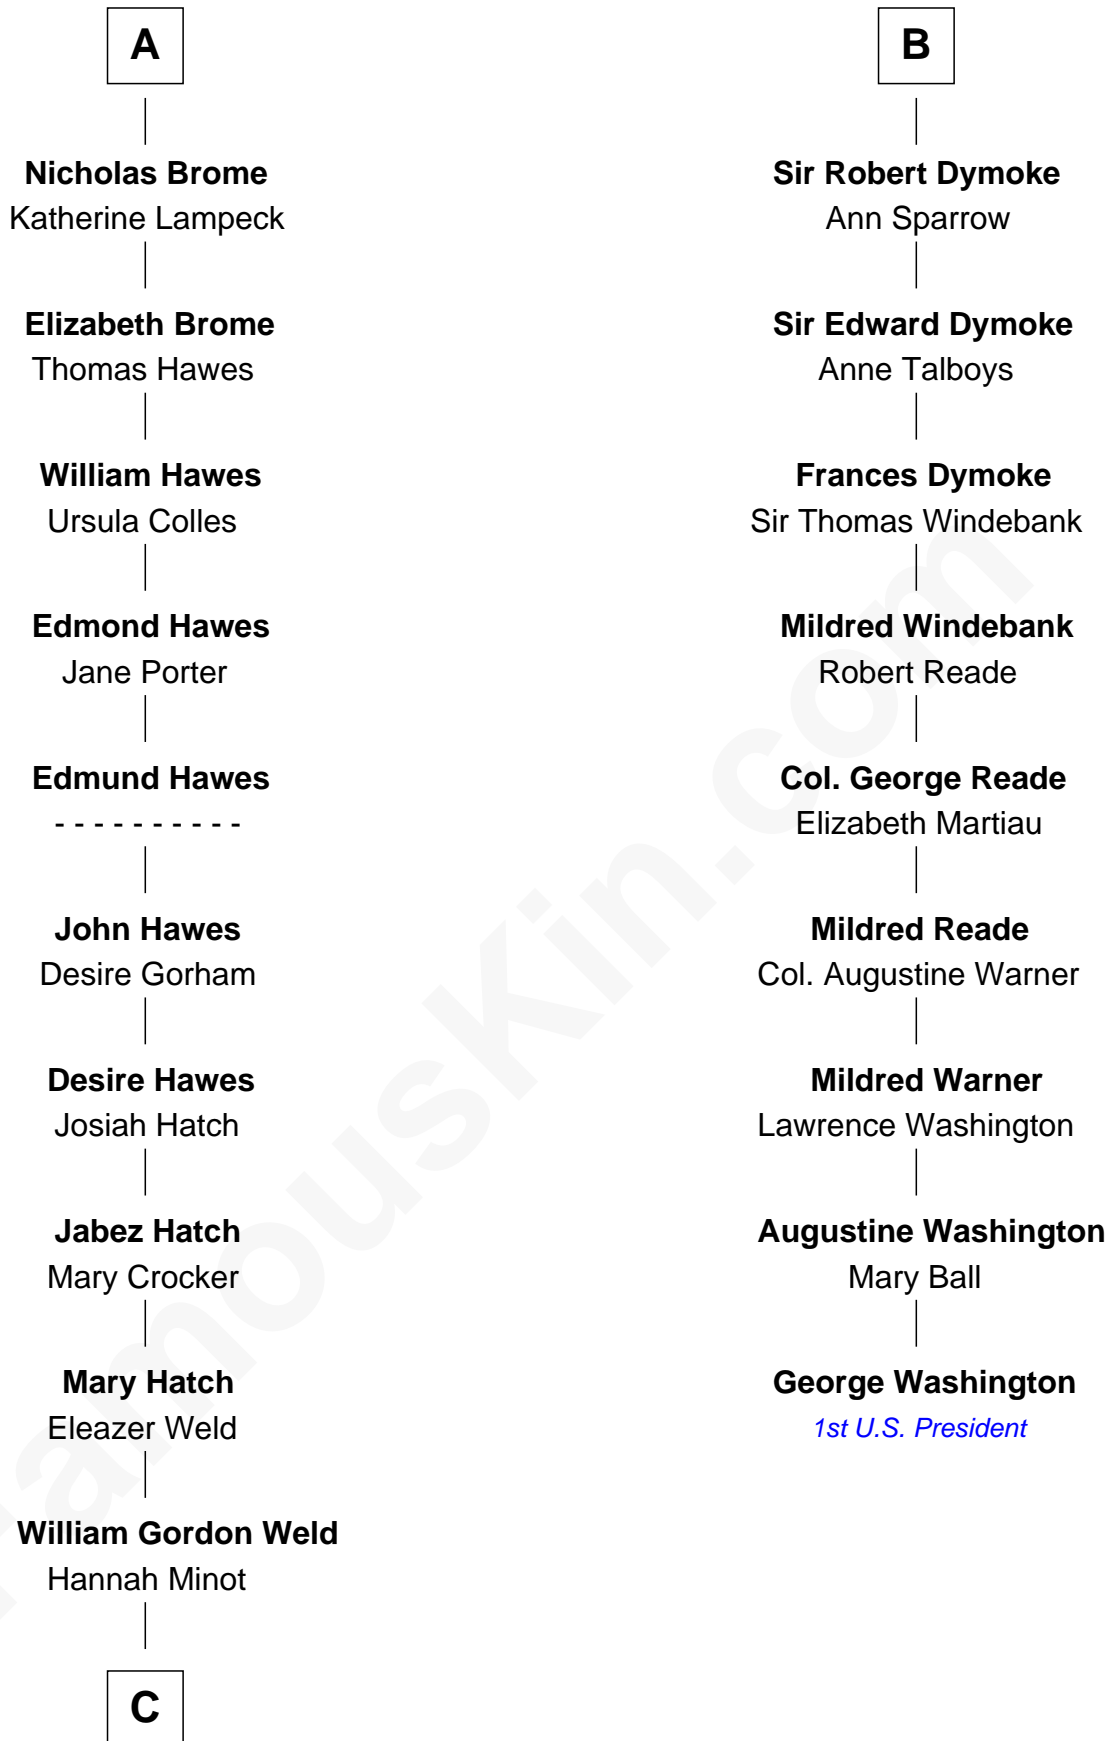 A
Nicholas Brome
Katherine Lampeck
Elizabeth Brome
Thomas Hawes
William Hawes
Ursula Colles
Edmond Hawes
Jane Porter
Edmund Hawes
- - - - - - - - - -
John Hawes
Desire Gorham
Desire Hawes
Josiah Hatch
Jabez Hatch
Mary Crocker
Mary Hatch
Eleazer Weld
William Gordon Weld
Hannah Minot
C
B
Sir Robert Dymoke
Ann Sparrow
Sir Edward Dymoke
Anne Talboys
Frances Dymoke
Sir Thomas Windebank
Mildred Windebank
Robert Reade
Col. George Reade
Elizabeth Martiau
Mildred Reade
Col. Augustine Warner
Mildred Warner
Lawrence Washington
Augustine Washington
Mary Ball
George Washington
1st U.S. President
FamousKin.com